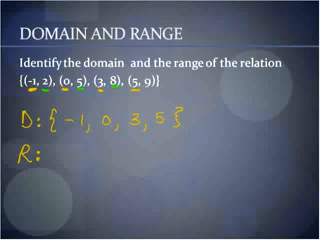 DOMAIN AND RANGE
Identify the domain and the range of the relation
{(-1, 2), (0, 5), (3, 8), (5, 9)}
D: { -1, 0, 3, 5 }
R: